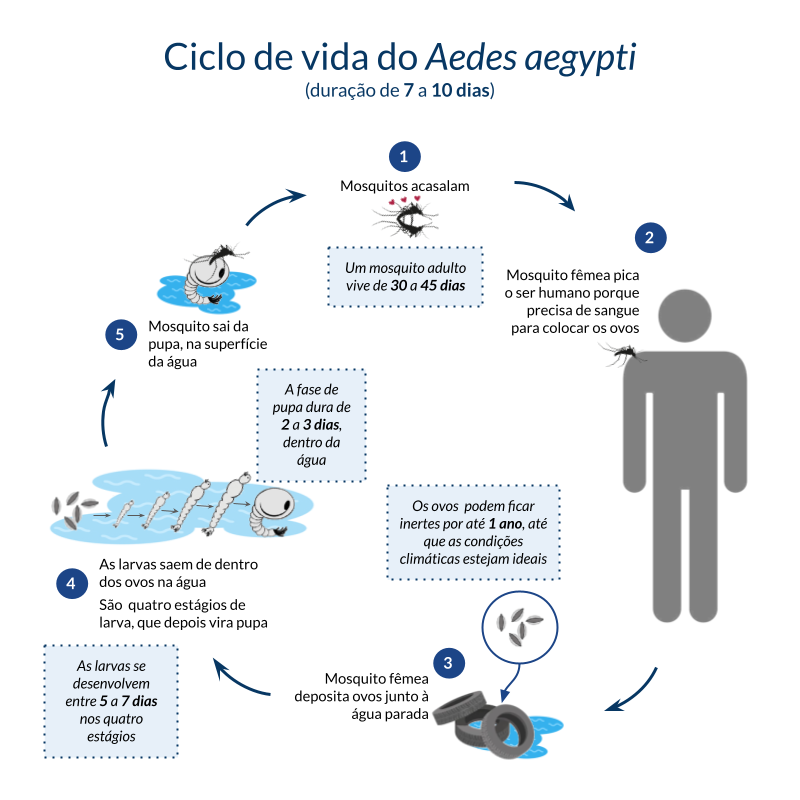 Ciclo de vida do Aedes aegypti
(duração de 7 a 10 dias)
1
Mosquitos acasalam
Um mosquito adulto
vive de 30 a 45 dias
2
Mosquito fêmea pica
o ser humano porque
precisa de sangue
para colocar os ovos
5
Mosquito sai da
pupa, na superfície
da água
A fase de
pupa dura de
2 a 3 dias,
dentro da
água
Os ovos podem ficar
inertes por até 1 ano, até
que as condições
climáticas estejam ideais
4
As larvas saem de dentro
dos ovos na água
São quatro estágios de
larva, que depois vira pupa
As larvas se
desenvolvem
entre 5 a 7 dias
nos quatro
estágios
3
Mosquito fêmea
deposita ovos junto à
água parada